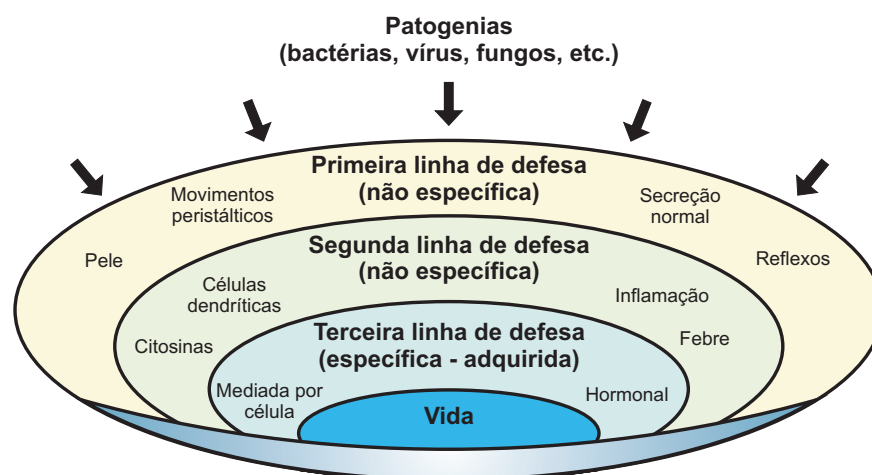 Patogenias
(bactérias, vírus, fungos, etc.)
Primeira linha de defesa
(não específica)
Movimentos
peristálticos
Secreção
normal
Pele
Reflexos
Segunda linha de defesa
(não específica)
Células
dendríticas
Inflamação
Citosinas
Febre
Terceira linha de defesa
(específica - adquirida)
Mediada por
célula
Hormonal
Vida